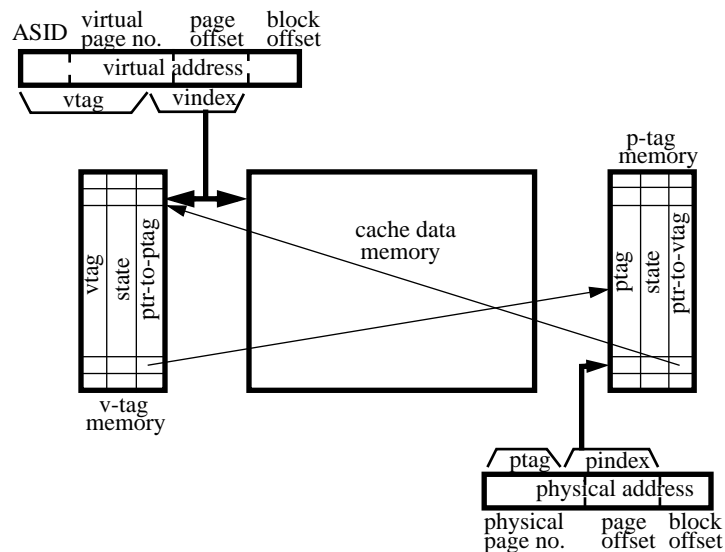 ASID
virtual page no.
page offset
block offset
virtual address
vtag
vindex
p-tag
memory
cache data
memory
vtag
state
ptr-to-ptag
ptag
state
ptr-to-vtag
v-tag
memory
ptag
pindex
physical address
physical page no.
page offset
block offset